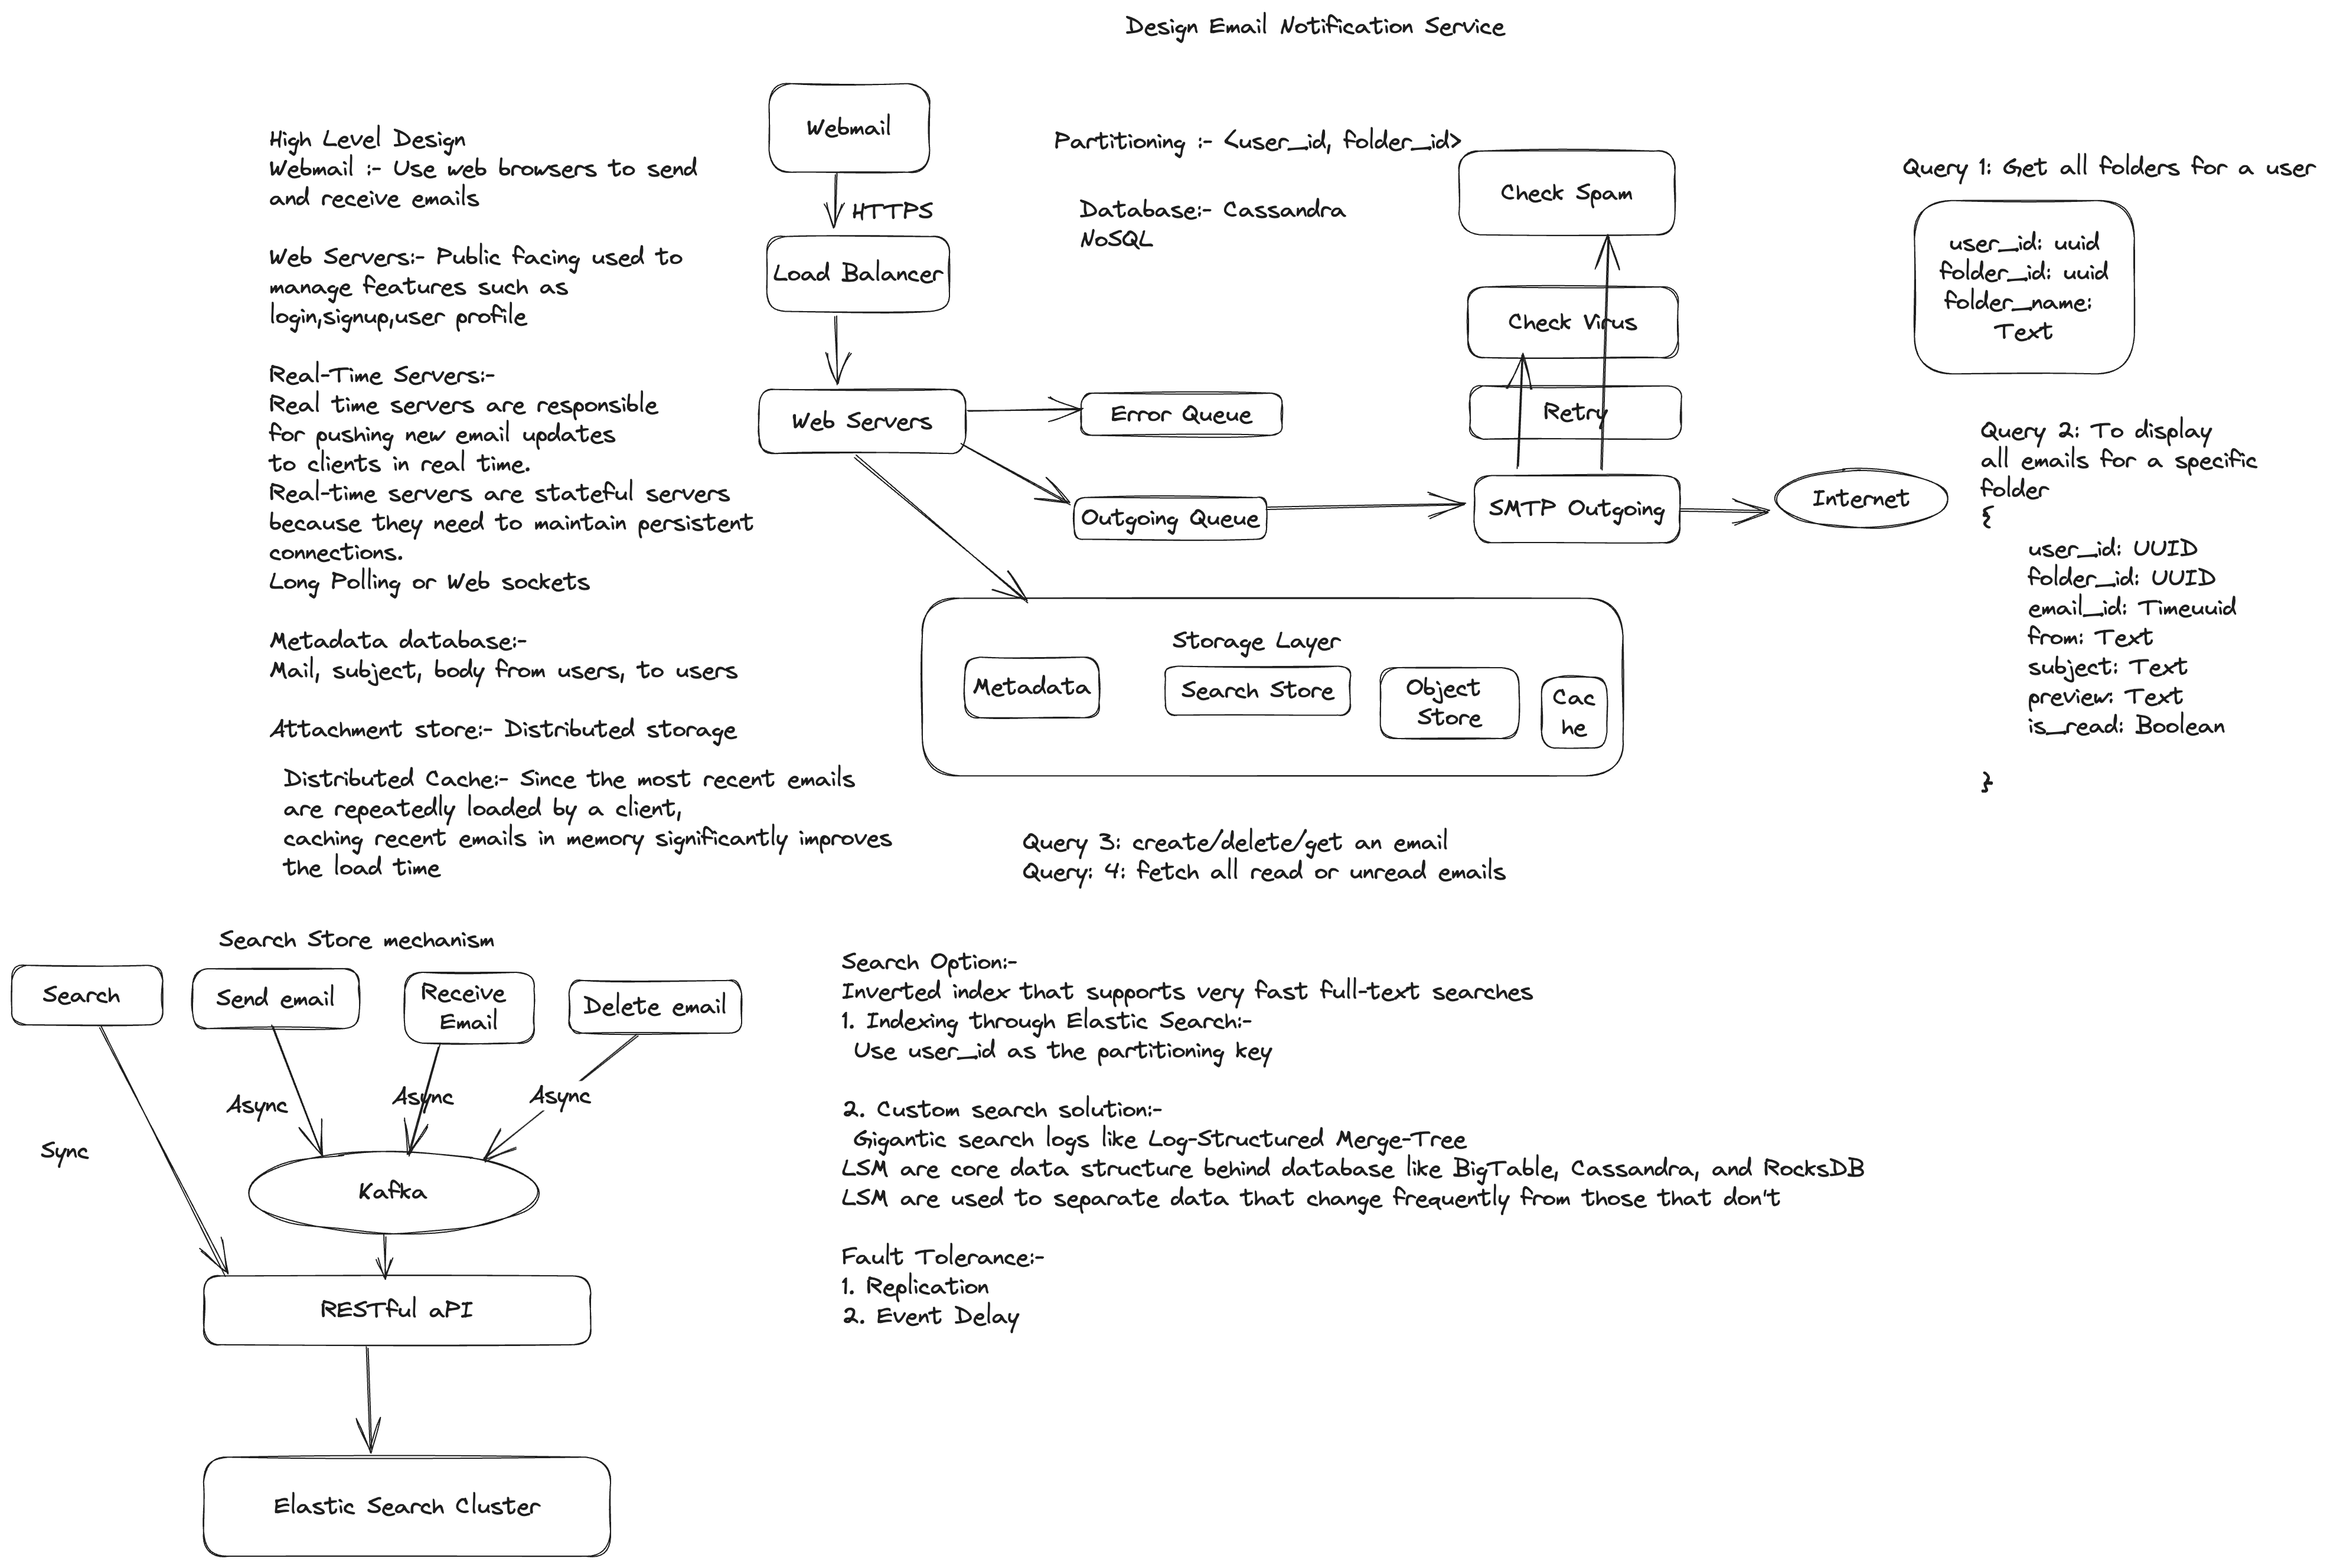 Design Email Notification Service
High Level Design
Webmail :- Use web browsers to send
and receive emails
Web Servers:- Public facing used to
manage features such as
login,signup,user profile
Real-Time Servers:-
Real time servers are responsible
for pushing new email updates
to clients in real time.
Real-time servers are stateful servers
because they need to maintain persistent
connections.
Long Polling or Web sockets
Metadata database:-
Mail, subject, body from users, to users
Attachment store:- Distributed storage
Distributed Cache:- Since the most recent emails
are repeatedly loaded by a client,
caching recent emails in memory significantly improves
the load time
Webmail
HTTPS
Load Balancer
Web Servers
Error Queue
Outgoing Queue
Partitioning :- <user_id, folder_id>
Database:- Cassandra
NoSQL
Check Spam
Check Virus
Retry
SMTP Outgoing
Internet
Storage Layer
Metadata
Search Store
Object
Store
Cac
he
Query 1: Get all folders for a user
user_id: uuid
folder_id: uuid
folder_name:
Text
Query 2: To display
all emails for a specific
folder
{
user_id: UUID
folder_id: UUID
email_id: Timeuuid
from: Text
subject: Text
preview: Text
is_read: Boolean
}
Query 3: create/delete/get an email
Query: 4: fetch all read or unread emails
Search Store mechanism
Search
Send email
Receive
Email
Delete email
Async
Async
Async
Sync
Kafka
RESTful aPI
Elastic Search Cluster
Search Option:-
Inverted index that supports very fast full-text searches
1. Indexing through Elastic Search:-
Use user_id as the partitioning key
2. Custom search solution:-
Gigantic search logs like Log-Structured Merge-Tree
LSM are core data structure behind database like BigTable, Cassandra, and RocksDB
LSM are used to separate data that change frequently from those that don't
Fault Tolerance:-
1. Replication
2. Event Delay